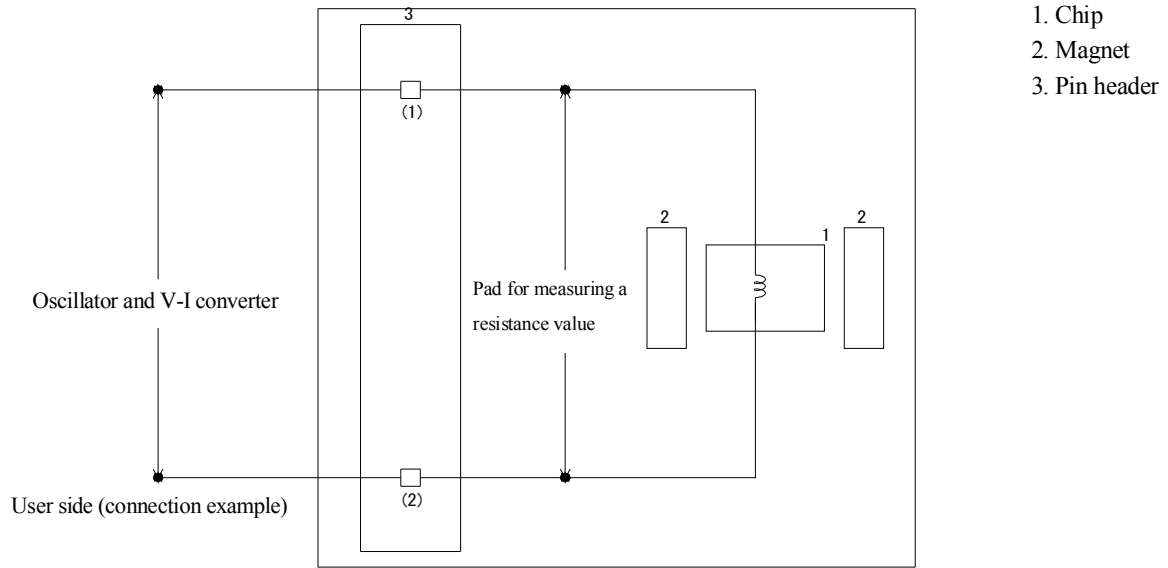 3
1. Chip
2. Magnet
3. Pin header
(1)
2
2
1
Oscillator and V-I converter
Pad for measuring a
resistance value
(2)
User side (connection example)